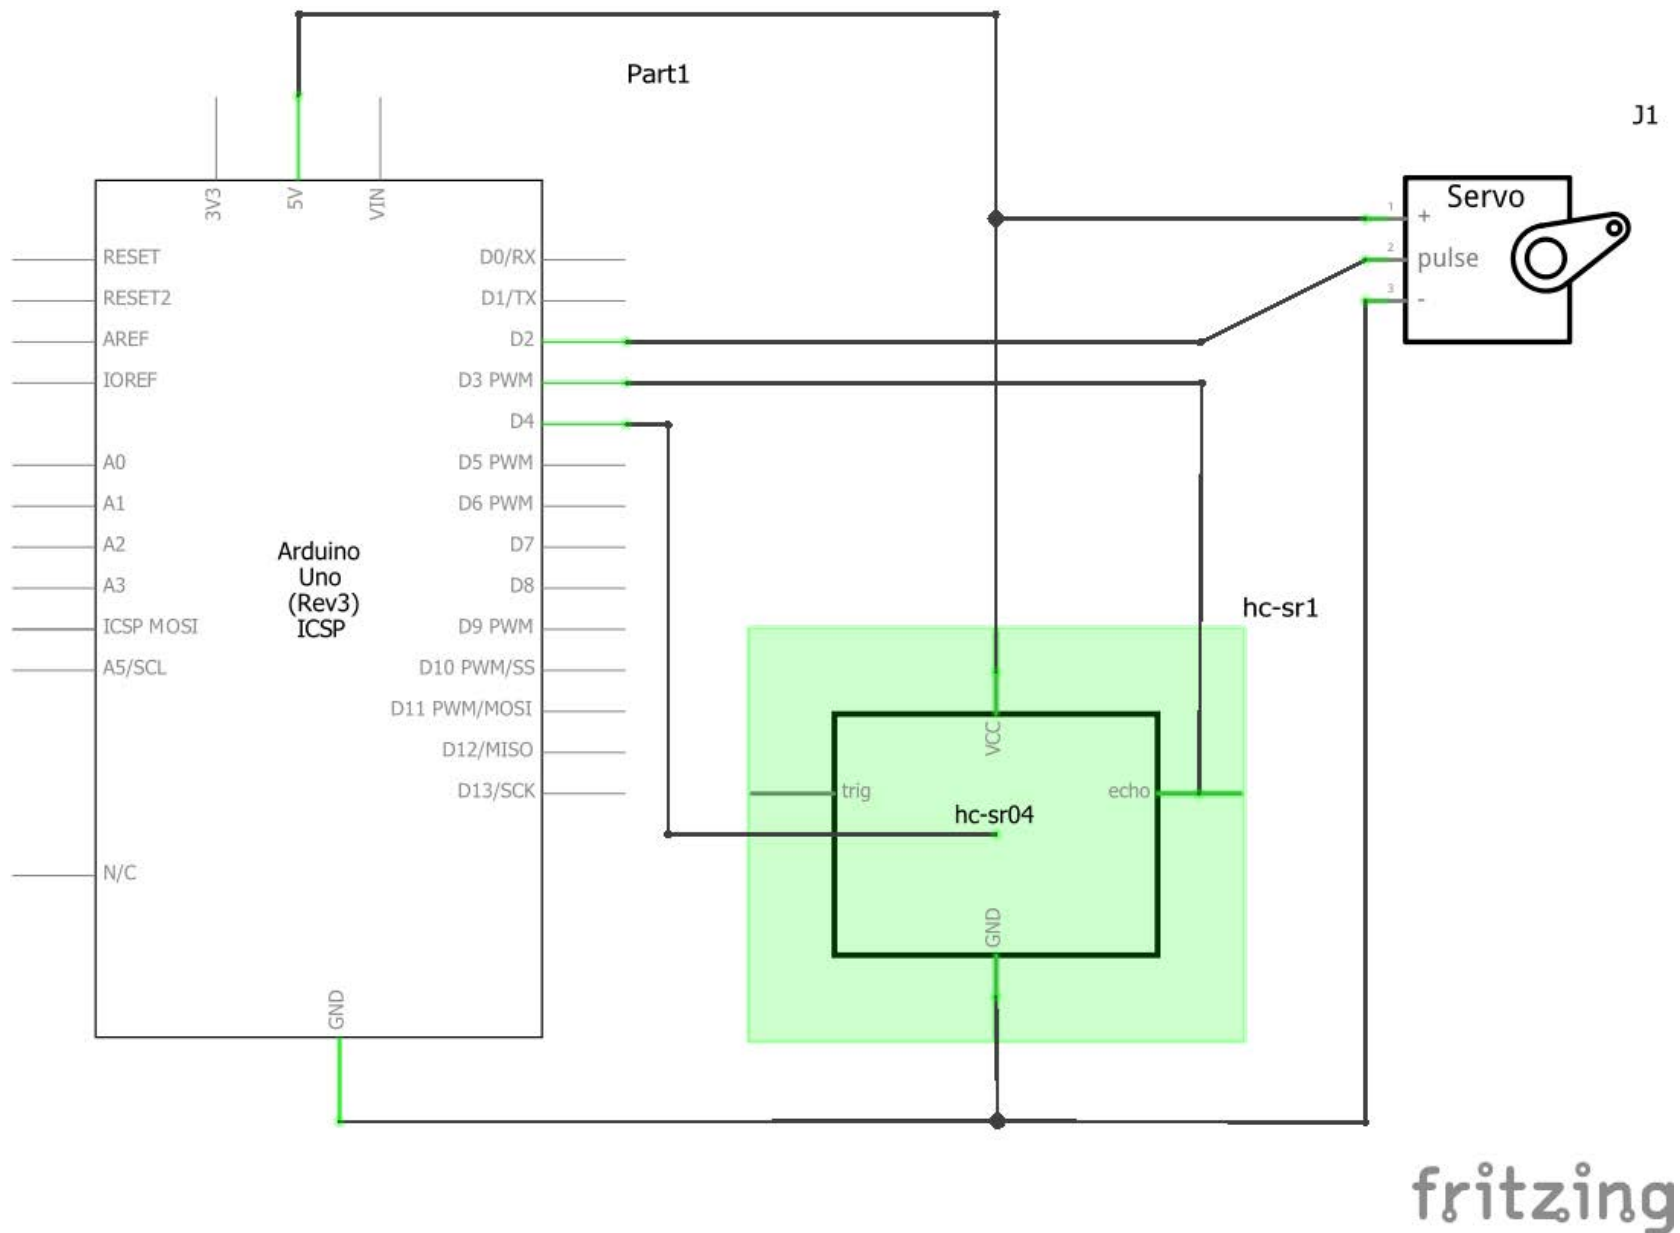 Part1
J1
3V3
5V
VIN
Servo
1
+
2
pulse
3
-
RESET
D0/RX
RESET2
D1/TX
AREF
D2
IOREF
D3 PWM
D4
A0
D5 PWM
A1
D6 PWM
A2
D7
A3
D8
ICSP MOSI
D9 PWM
A5/SCL
D10 PWM/SS
D11 PWM/MOSI
D12/MISO
D13/SCK
N/C
Arduino
Uno
(Rev3)
ICSP
GND
hc-sr1
VCC
trig
echo
hc-sr04
GND
fritzing